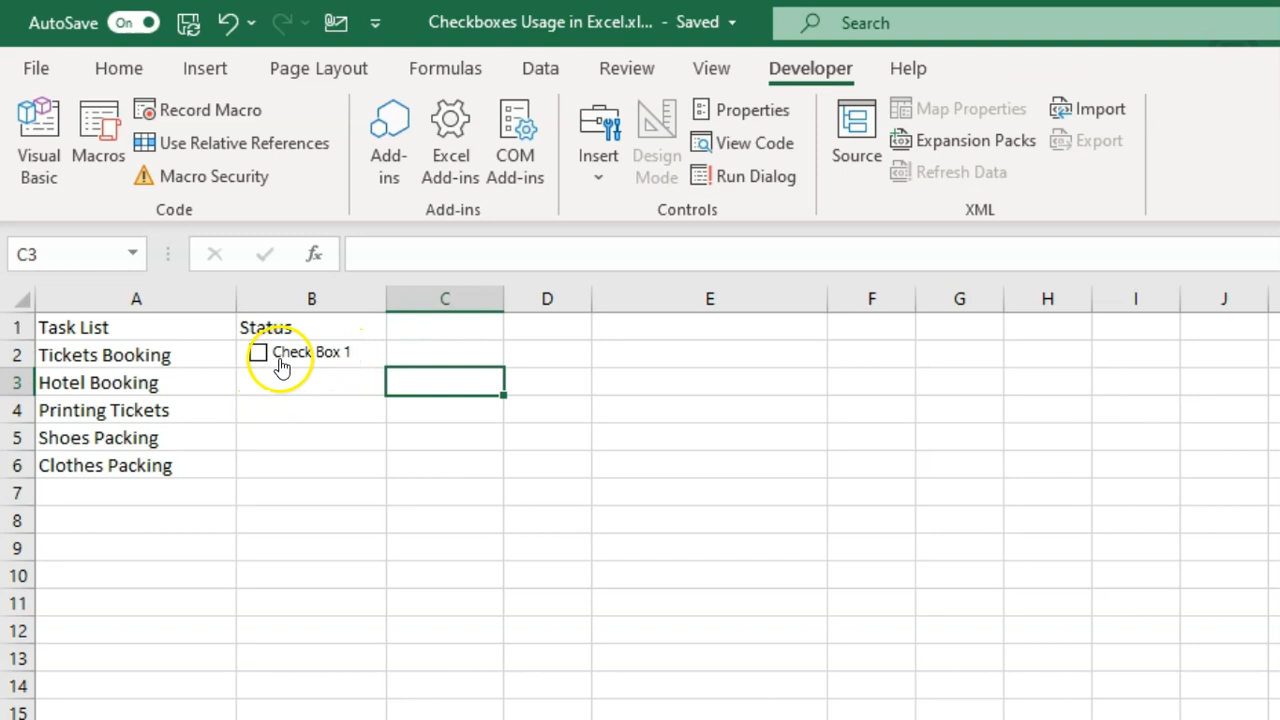 AutoSave On Checkboxes Usage in Excel.xl... - Saved Search
File Home Insert Page Layout Formulas Data Review View Developer Help
Visual Basic
Macros
Record Macro
Use Relative References
Macro Security
Code
Add-ins
Excel Add-ins
COM Add-ins
Add-ins
Insert
Design Mode
Properties
View Code
Run Dialog
Controls
Source
Map Properties
Expansion Packs
Refresh Data
Import
Export
XML
C3 fx
A B C D E F G H I J
1 Task List Status
2 Tickets Booking Check Box 1
3 Hotel Booking
4 Printing Tickets
5 Shoes Packing
6 Clothes Packing
7
8
9
10
11
12
13
14
15